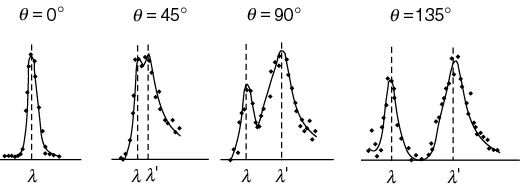 θ = 0° θ = 45° θ = 90° θ = 135°
λ λ λ' λ λ' λ λ'